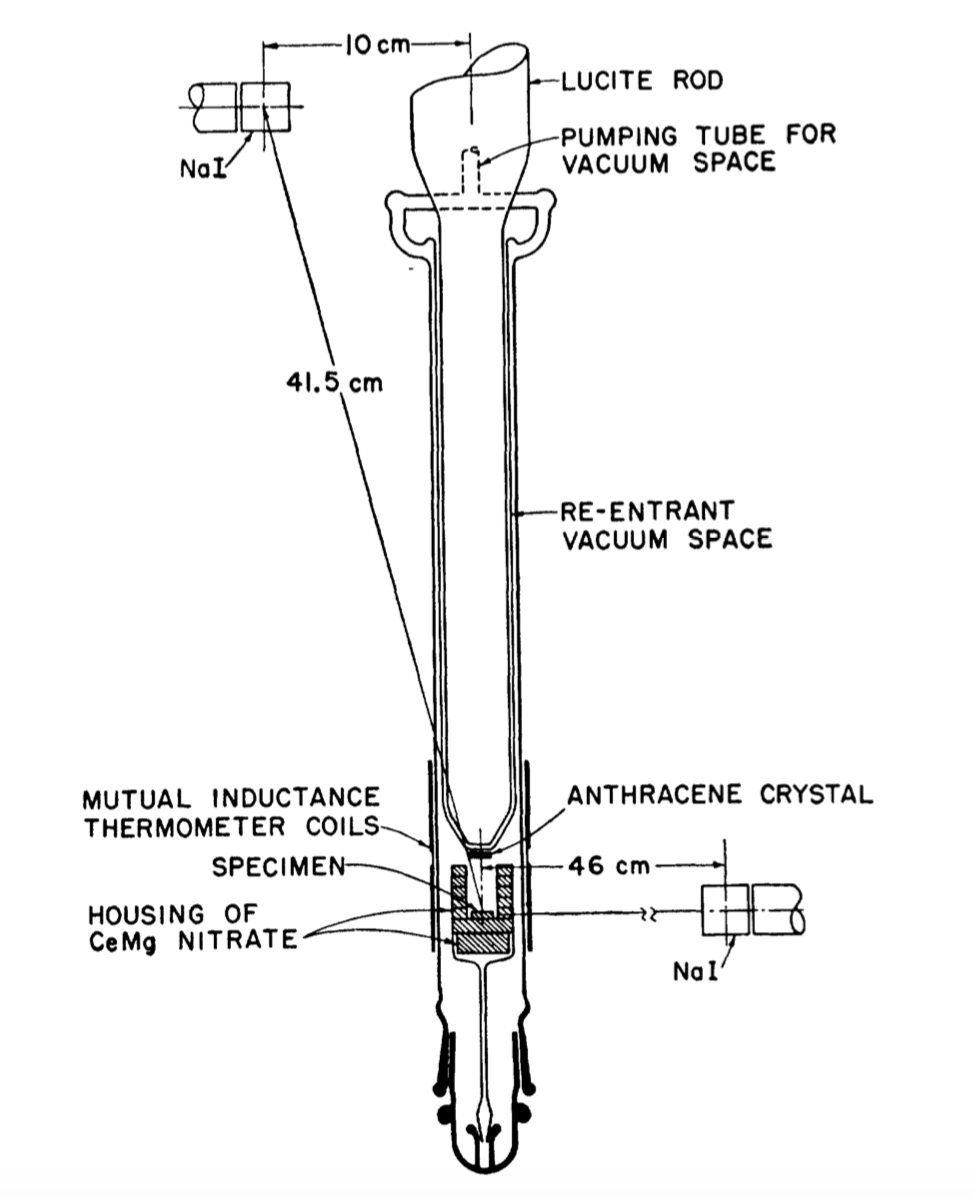 10 cm
LUCITE ROD
PUMPING TUBE FOR
VACUUM SPACE
NaI
41.5 cm
RE-ENTRANT
VACUUM SPACE
MUTUAL INDUCTANCE
THERMOMETER COILS
ANTHRACENE CRYSTAL
SPECIMEN
46 cm
HOUSING OF
CeMg NITRATE
NaI